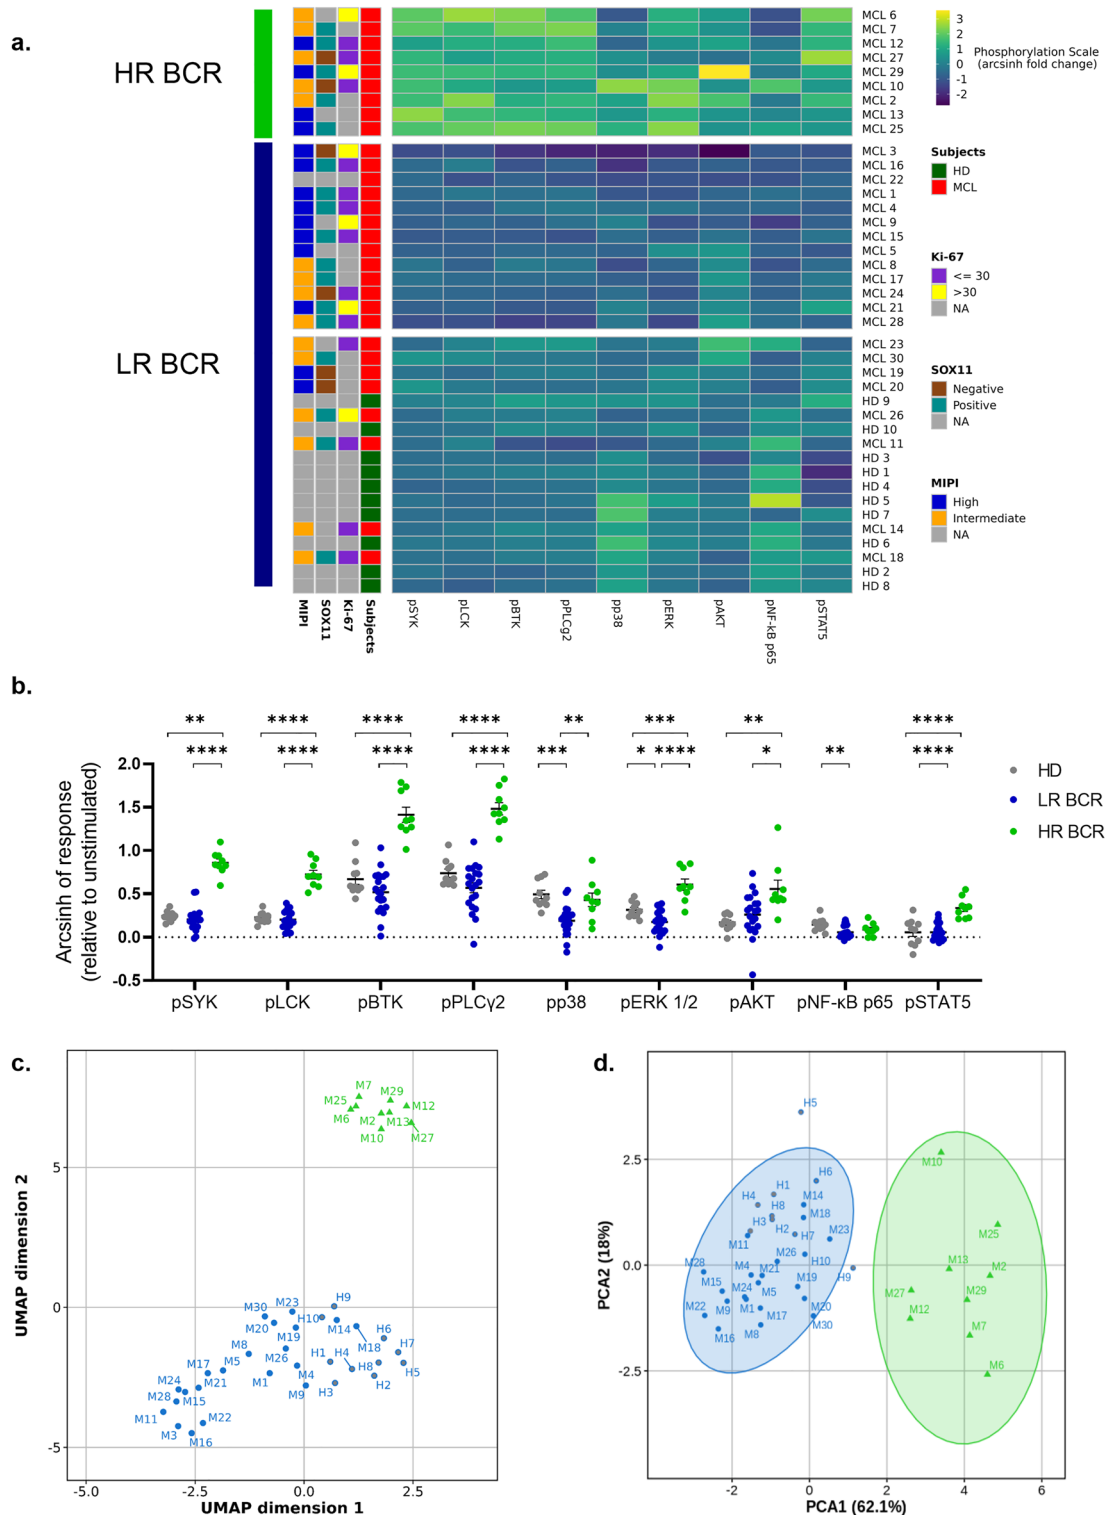 a.
HR BCR
LR BCR
MCL 6
MCL 7
MCL 12
MCL 27
MCL 29
MCL 10
MCL 2
MCL 13
MCL 25
MCL 3
MCL 16
MCL 22
MCL 1
MCL 4
MCL 9
MCL 15
MCL 5
MCL 8
MCL 17
MCL 24
MCL 21
MCL 28
MCL 23
MCL 30
MCL 19
MCL 20
HD 9
MCL 26
HD 10
MCL 11
HD 3
HD 1
HD 4
HD 5
HD 7
MCL 14
HD 6
MCL 18
HD 2
HD 8
MIPI
SOX11
Ki-67
Subjects
pSYK
pLCK
pBTK
pPLCg2
pp38
pERK
pAKT
pNF-kB p65
pSTAT5
3
2
1
0
-1
-2
Phosphorylation Scale
(arcsinh fold change)
Subjects
HD
MCL
Ki-67
<= 30
>30
NA
SOX11
Negative
Positive
NA
MIPI
High
Intermediate
NA
b.
** **** **** **** ** *** ** ****
**** **** **** **** *** * **** * ** ****
Arcsinh of response
(relative to unstimulated)
2.0
1.5
1.0
0.5
0.0
-0.5
pSYK pLCK pBTK pPLCγ2 pp38 pERK 1/2 pAKT pNF-κB p65 pSTAT5
HD
LR BCR
HR BCR
c.
UMAP dimension 2
5
0
-5
M7
M29
M25
M12
M6
M2
M13
M10
M27
H9
M23
M30
H10
M20
M14
M19
H6
M18
M8
H7
M26
H1
H4
M17
M5
H8
H5
M24
M4
M21
M1
H2
M28
M15
M9
H3
M11
M22
M3
M16
-5.0 -2.5 0.0 2.5
UMAP dimension 1
d.
PCA2 (18%)
2.5
0.0
-2.5
H5
M10
H6
H1
H4
M14
H8
M18
H3
H2
H7
M23
M25
M11
M26
H10
M28
M4
M21
H9
M13
M2
M15
M24
M5
M19
M27
M29
M22
M9
M1
M17
M20
M12
M30
M16
M8
M7
M6
-2 0 2 4 6
PCA1 (62.1%)